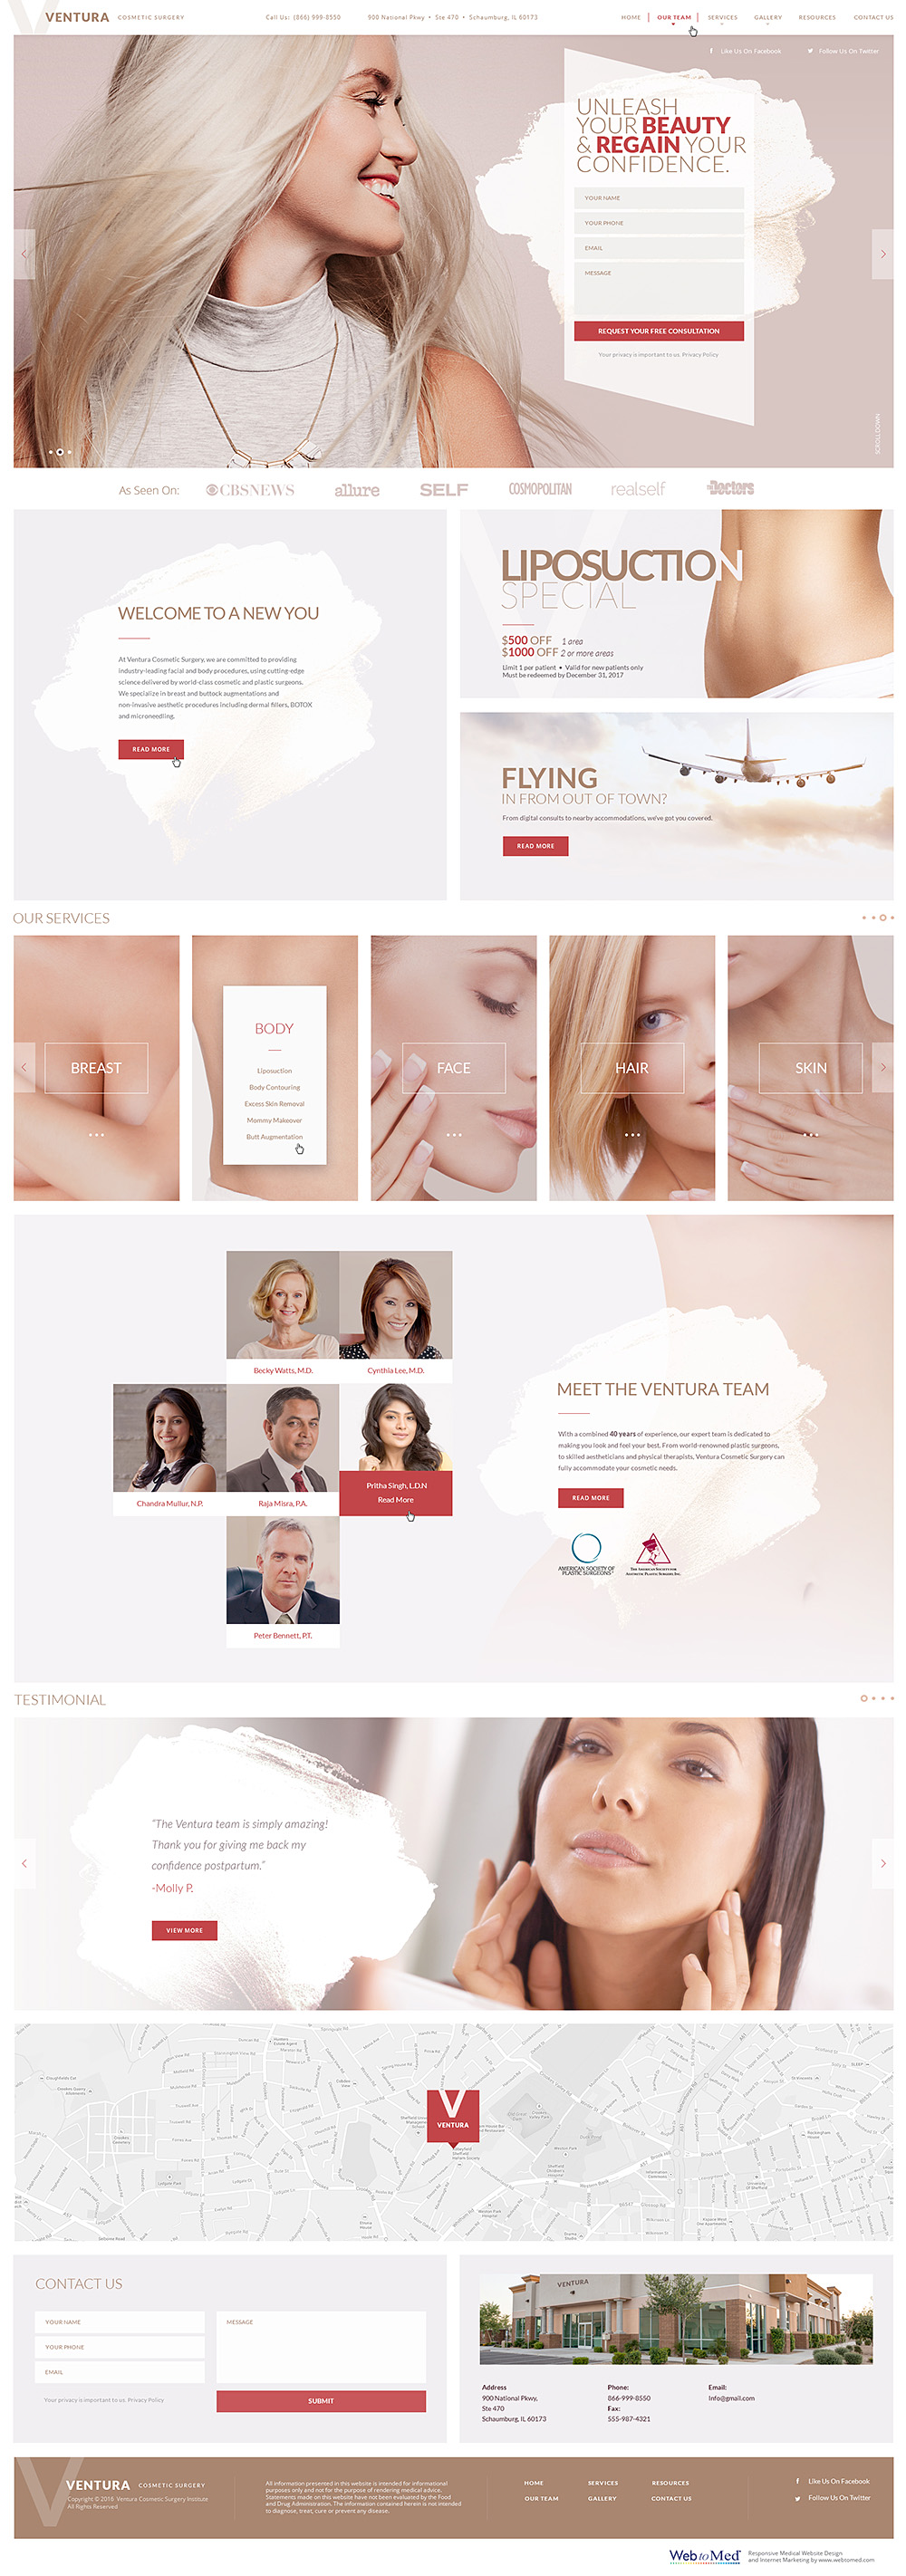 VENTURA COSMETIC SURGERY
Call Us: (866) 999-8550
900 National Pkwy • Ste 470 • Schaumburg, IL 60173
HOME
OUR TEAM
SERVICES
GALLERY
RESOURCES
CONTACT US
Like Us On Facebook
Follow Us On Twitter
UNLEASH
YOUR BEAUTY
& REGAIN YOUR
CONFIDENCE.
YOUR NAME
YOUR PHONE
EMAIL
MESSAGE
REQUEST YOUR FREE CONSULTATION
Your privacy is important to us. Privacy Policy
SCROLL DOWN
As Seen On:
CBSNEWS
allure
SELF
COSMOPOLITAN
realself
The Doctors
WELCOME TO A NEW YOU
At Ventura Cosmetic Surgery, we are committed to providing
industry-leading facial and body procedures, using cutting-edge
science delivered by world-class cosmetic and plastic surgeons.
We specialize in breast and buttock augmentations and
non-invasive aesthetic procedures including dermal fillers, BOTOX
and microneedling.
READ MORE
LIPOSUCTION
SPECIAL
$500 OFF 1 area
$1000 OFF 2 or more areas
Limit 1 per patient • Valid for new patients only
Must be redeemed by December 31, 2017
FLYING
IN FROM OUT OF TOWN?
From digital consults to nearby accommodations, we've got you covered.
READ MORE
OUR SERVICES
BREAST
BODY
Liposuction
Body Contouring
Excess Skin Removal
Mommy Makeover
Butt Augmentation
FACE
HAIR
SKIN
Becky Watts, M.D.
Cynthia Lee, M.D.
Chandra Mullur, N.P.
Raja Misra, P.A.
Pritha Singh, L.D.N
Read More
Peter Bennett, P.T.
MEET THE VENTURA TEAM
With a combined 40 years of experience, our expert team is dedicated to
making you look and feel your best. From world-renowned plastic surgeons,
to skilled aestheticians and physical therapists, Ventura Cosmetic Surgery can
fully accommodate your cosmetic needs.
READ MORE
AMERICAN SOCIETY OF
PLASTIC SURGEONS
THE AMERICAN SOCIETY FOR
AESTHETIC PLASTIC SURGERY, INC.
TESTIMONIAL
"The Ventura team is simply amazing!
Thank you for giving me back my
confidence postpartum."
-Molly P.
VIEW MORE
V
VENTURA
CONTACT US
YOUR NAME
YOUR PHONE
EMAIL
MESSAGE
Your privacy is important to us. Privacy Policy
SUBMIT
VENTURA
Address
900 National Pkwy,
Ste 470
Schaumburg, IL 60173
Phone:
866-999-8550
Fax:
555-987-4321
Email:
Info@gmail.com
VENTURA COSMETIC SURGERY
Copyright © 2016 Ventura Cosmetic Surgery Institute
All Rights Reserved
All information presented in this website is intended for informational
purposes only and not for the purpose of rendering medical advice.
Statements made on this website have not been evaluated by the Food
and Drug Administration. The information contained herein is not intended
to diagnose, treat, cure or prevent any disease.
HOME
SERVICES
RESOURCES
OUR TEAM
GALLERY
CONTACT US
Like Us On Facebook
Follow Us On Twitter
Web to Med
Responsive Medical Website Design
and Internet Marketing by www.webtomed.com